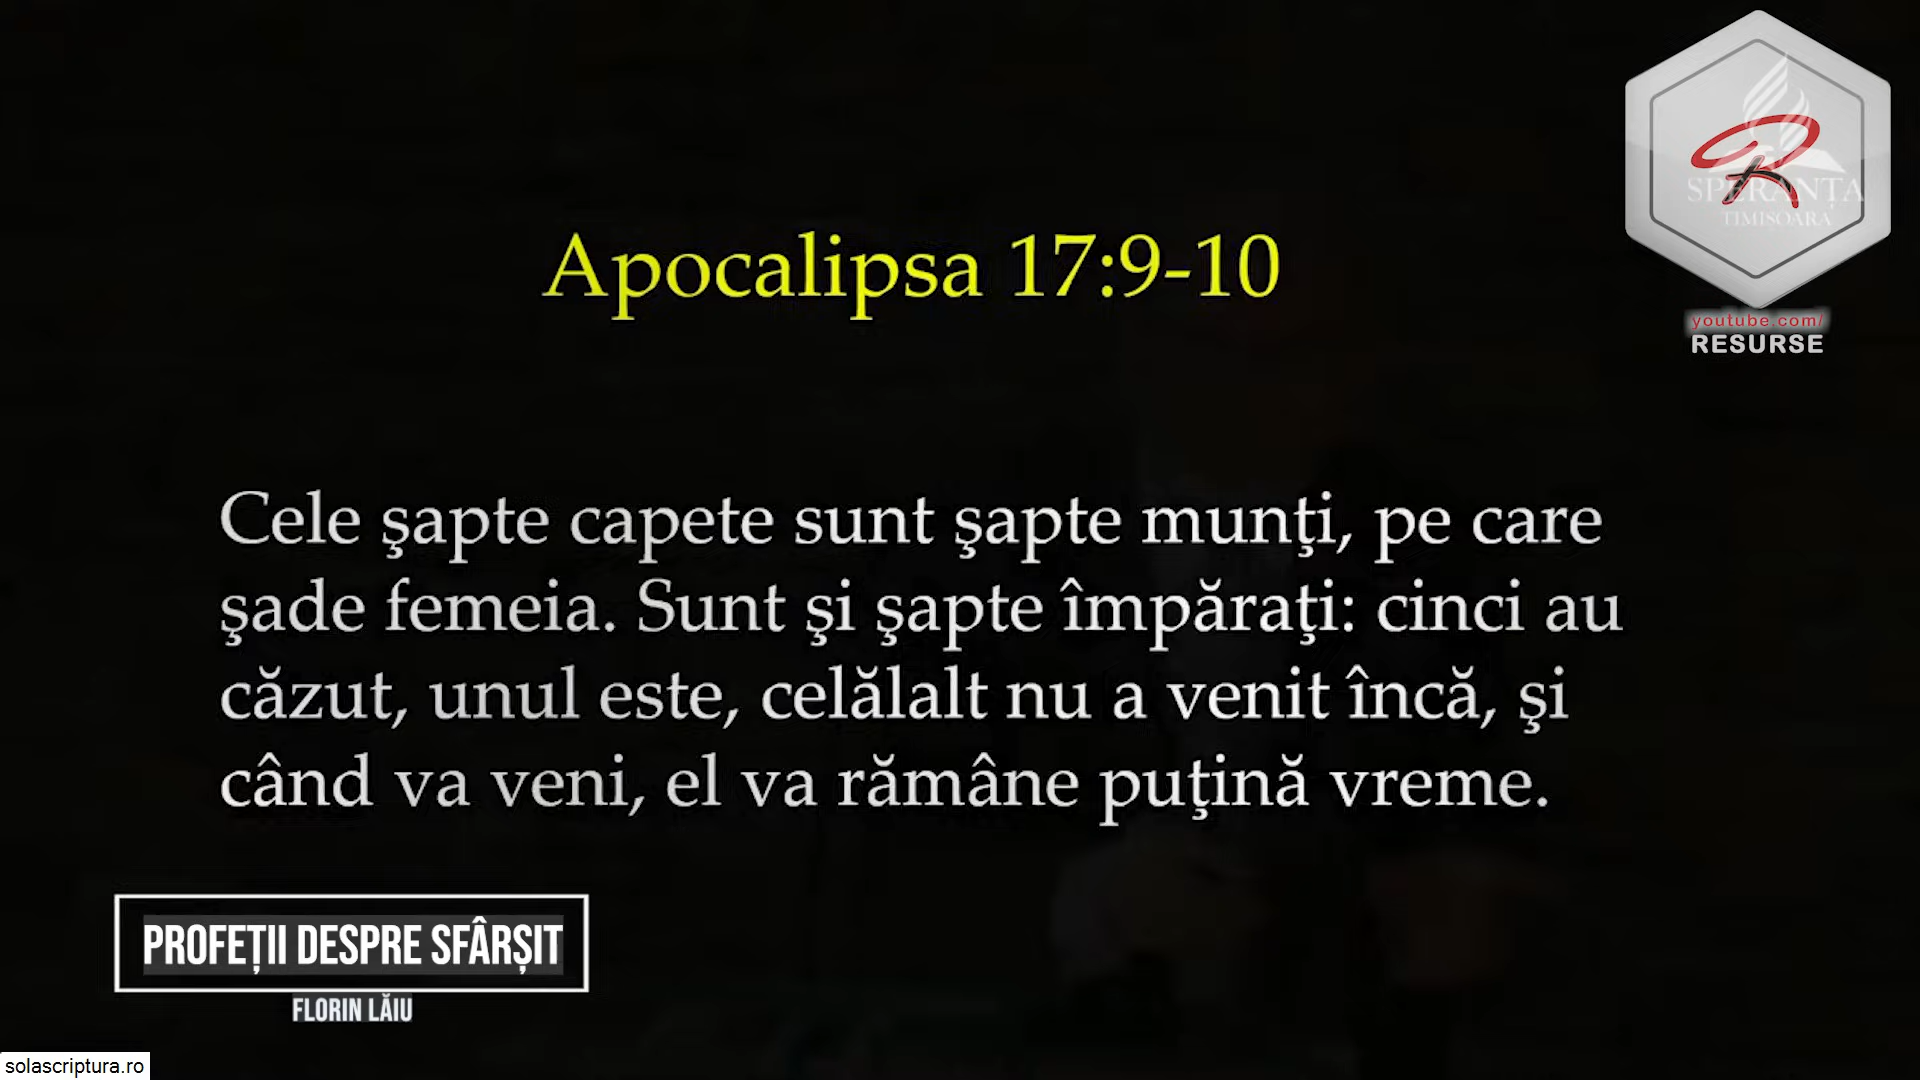 Apocalipsa 17:9-10
SPERANȚA
TIMIȘOARA
youtube.com/
RESURSE
Cele şapte capete sunt şapte munţi, pe care
şade femeia. Sunt şi şapte împăraţi: cinci au
căzut, unul este, celălalt nu a venit încă, şi
când va veni, el va rămâne puţină vreme.
PROFEȚII DESPRE SFÂRȘIT
FLORIN LĂIU
solascriptura.ro